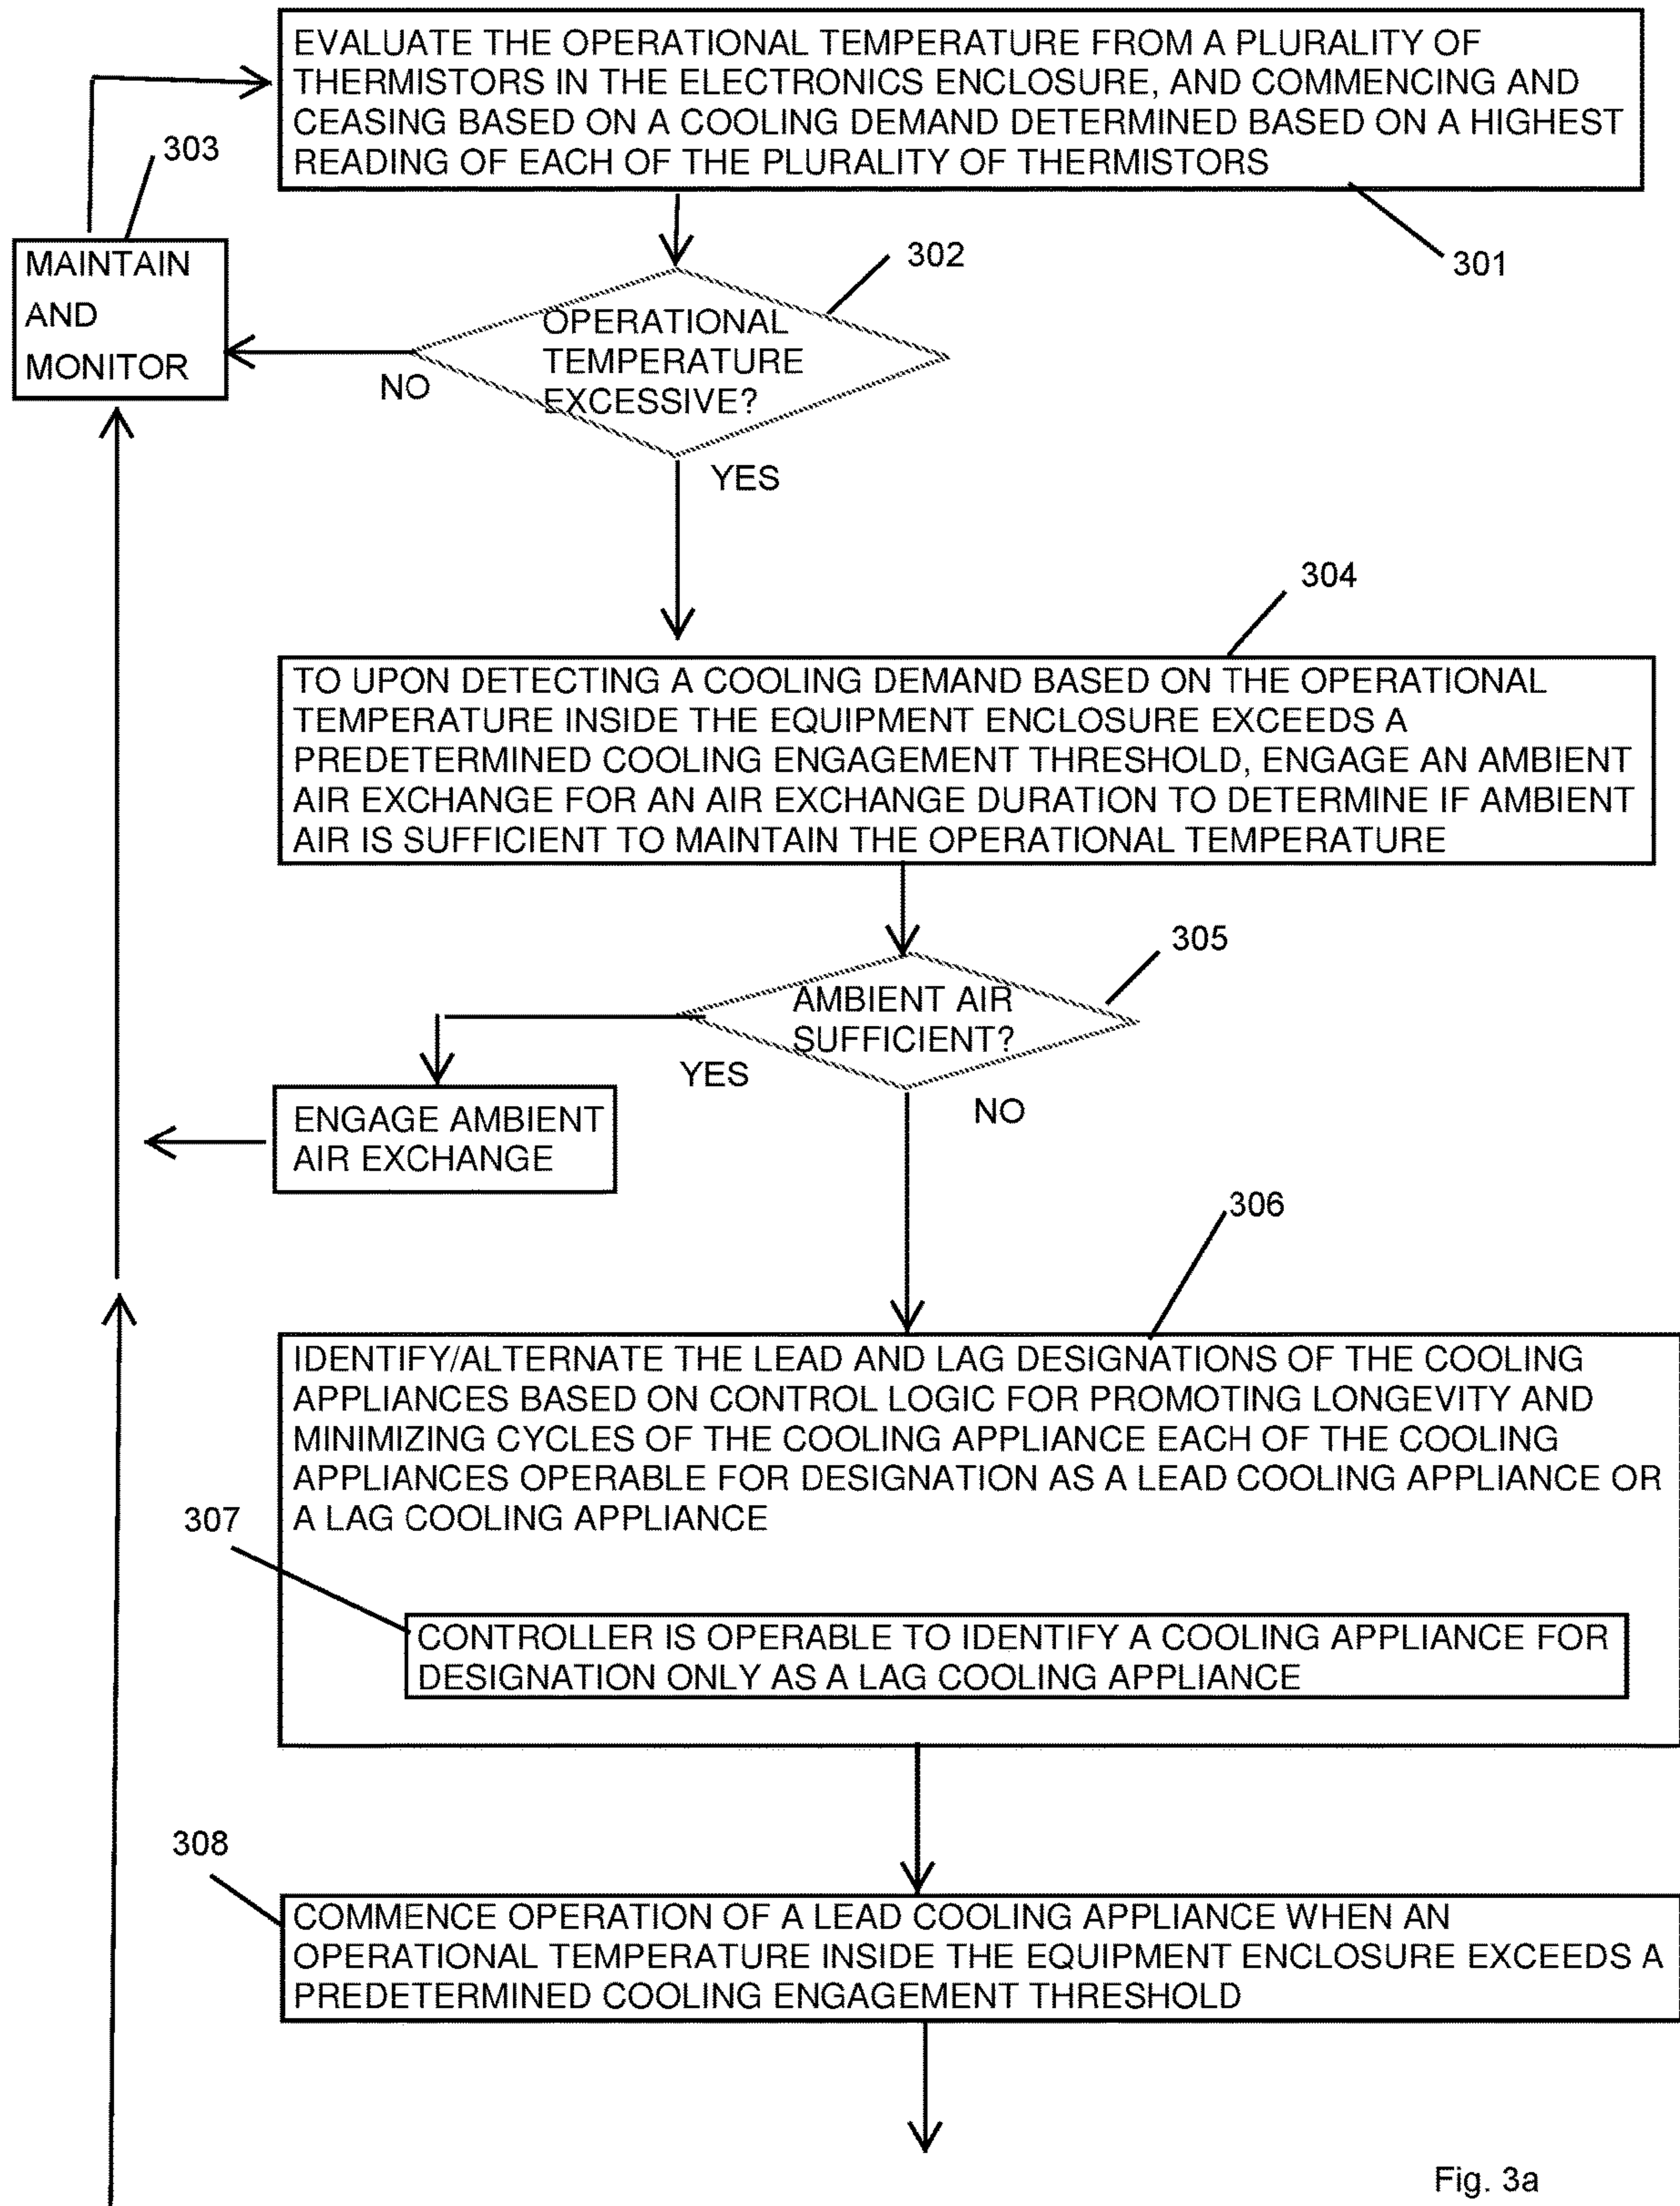 EVALUATE THE OPERATIONAL TEMPERATURE FROM A PLURALITY OF
THERMISTORS IN THE ELECTRONICS ENCLOSURE, AND COMMENCING AND
CEASING BASED ON A COOLING DEMAND DETERMINED BASED ON A HIGHEST
READING OF EACH OF THE PLURALITY OF THERMISTORS
303
301
302
MAINTAIN
AND
MONITOR
OPERATIONAL
TEMPERATURE
EXCESSIVE?
NO
YES
304
TO UPON DETECTING A COOLING DEMAND BASED ON THE OPERATIONAL
TEMPERATURE INSIDE THE EQUIPMENT ENCLOSURE EXCEEDS A
PREDETERMINED COOLING ENGAGEMENT THRESHOLD, ENGAGE AN AMBIENT
AIR EXCHANGE FOR AN AIR EXCHANGE DURATION TO DETERMINE IF AMBIENT
AIR IS SUFFICIENT TO MAINTAIN THE OPERATIONAL TEMPERATURE
305
AMBIENT AIR
SUFFICIENT?
YES
NO
ENGAGE AMBIENT
AIR EXCHANGE
306
IDENTIFY/ALTERNATE THE LEAD AND LAG DESIGNATIONS OF THE COOLING
APPLIANCES BASED ON CONTROL LOGIC FOR PROMOTING LONGEVITY AND
MINIMIZING CYCLES OF THE COOLING APPLIANCE EACH OF THE COOLING
APPLIANCES OPERABLE FOR DESIGNATION AS A LEAD COOLING APPLIANCE OR
A LAG COOLING APPLIANCE
307
CONTROLLER IS OPERABLE TO IDENTIFY A COOLING APPLIANCE FOR
DESIGNATION ONLY AS A LAG COOLING APPLIANCE
308
COMMENCE OPERATION OF A LEAD COOLING APPLIANCE WHEN AN
OPERATIONAL TEMPERATURE INSIDE THE EQUIPMENT ENCLOSURE EXCEEDS A
PREDETERMINED COOLING ENGAGEMENT THRESHOLD
Fig. 3a